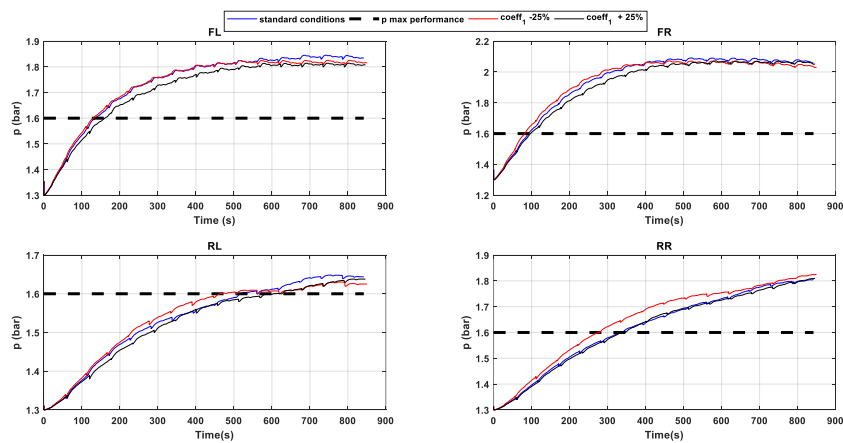 standard conditions p max performance coeff1 -25% coeff1 + 25%
FL
1.9
1.8
1.7
1.6
1.5
1.4
1.3
p (bar)
0 100 200 300 400 500 600 700 800 900
Time (s)
FR
2.2
2
1.8
1.6
1.4
1.2
p (bar)
0 100 200 300 400 500 600 700 800 900
Time (s)
RL
1.7
1.6
1.5
1.4
1.3
p (bar)
0 100 200 300 400 500 600 700 800 900
Time(s)
RR
1.9
1.8
1.7
1.6
1.5
1.4
1.3
p (bar)
0 100 200 300 400 500 600 700 800 900
Time(s)